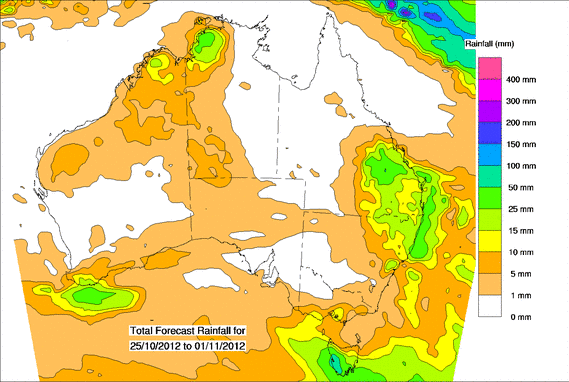 Rainfall (mm)
400 mm
300 mm
200 mm
150 mm
100 mm
50 mm
25 mm
15 mm
10 mm
5 mm
1 mm
0 mm
Total Forecast Rainfall for
25/10/2012 to 01/11/2012